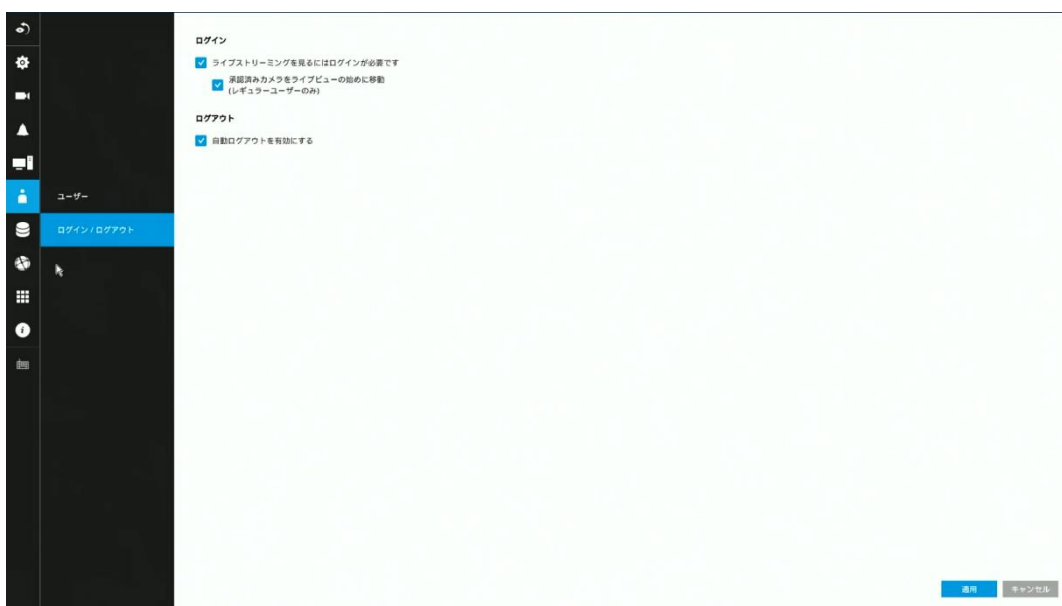 ログイン
ライブストリーミングを見るにはログインが必要です
承認済みカメラをライブビューの始めに移動
(レギュラーユーザーのみ)
ログアウト
自動ログアウトを有効にする
ユーザー
ログイン / ログアウト
適用
キャンセル